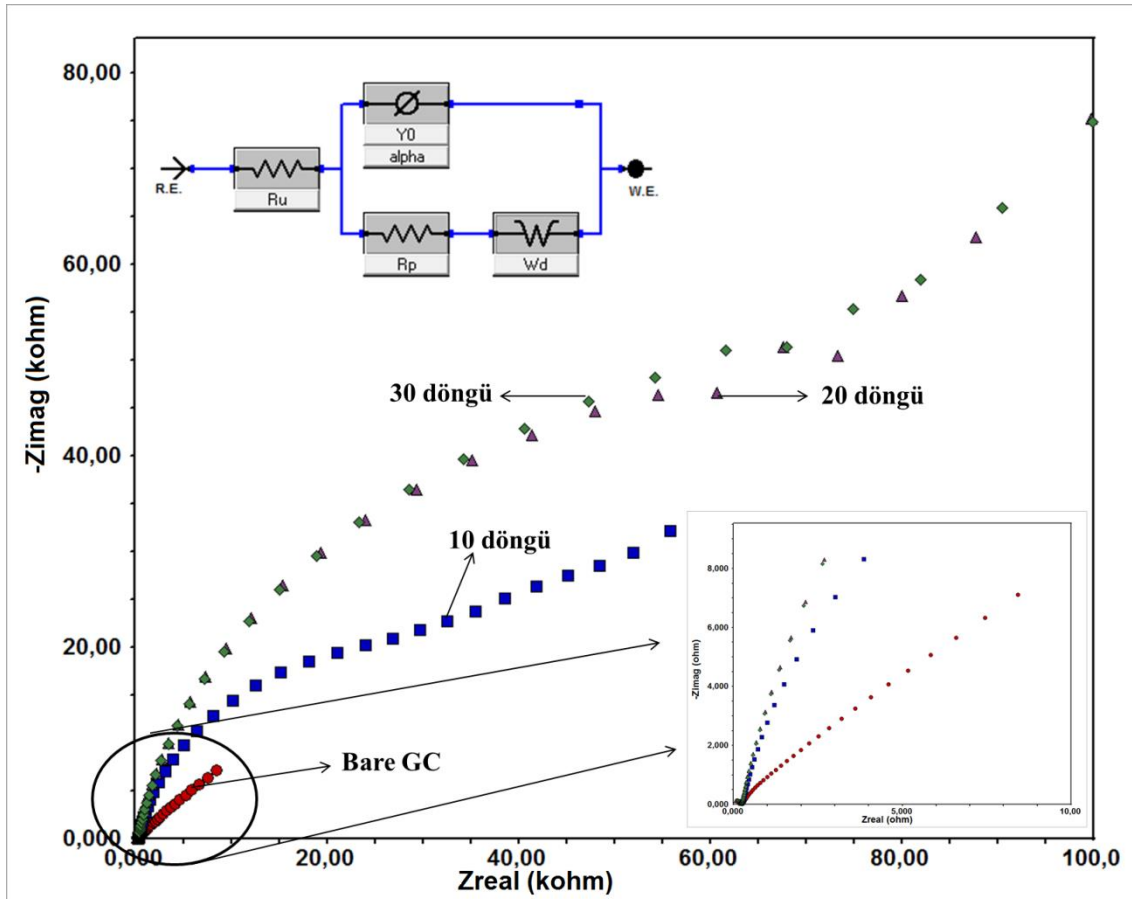 80,00
60,00
40,00
20,00
0,000
-Zimag (kohm)
R.E.
Ru
Y0
alpha
Rp
Wd
W.E.
30 döngü
20 döngü
10 döngü
Bare GC
8,000
6,000
4,000
2,000
0,000
-Zimag (ohm)
0,000
5,000
10,00
Zreal (ohm)
0,000
20,00
40,00
60,00
80,00
100,0
Zreal (kohm)